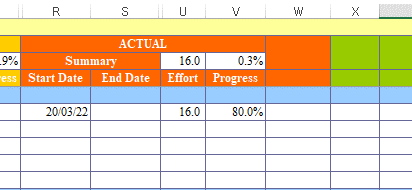 R S U V W X
ACTUAL
.9% Summary 16.0 0.3%
ess Start Date End Date Effort Progress
20/03/22 16.0 80.0%